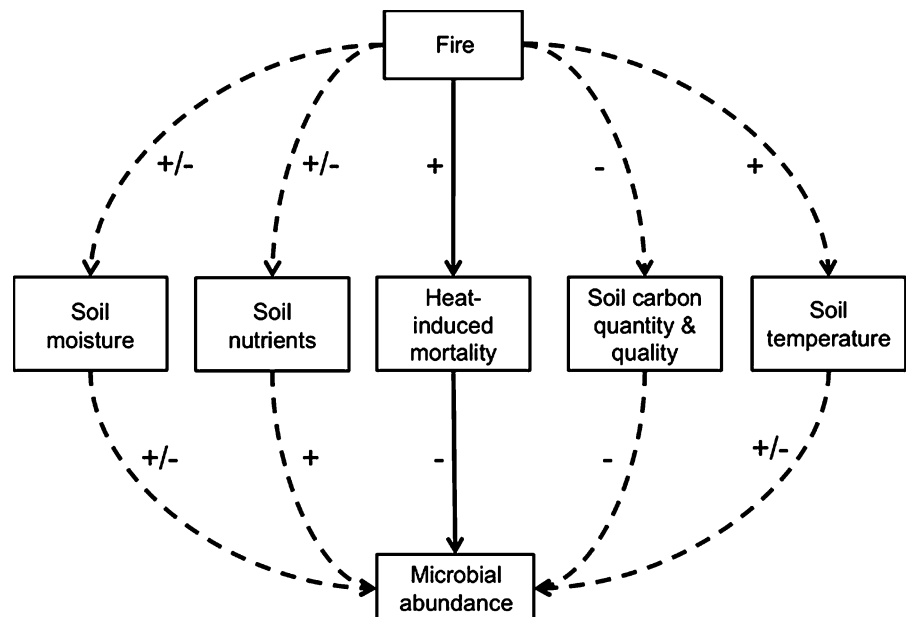 Fire
+/-
+/-
+
-
+
Soil
moisture
Soil
nutrients
Heat-
induced
mortality
Soil carbon
quantity &
quality
Soil
temperature
+/-
+
-
-
+/-
Microbial
abundance